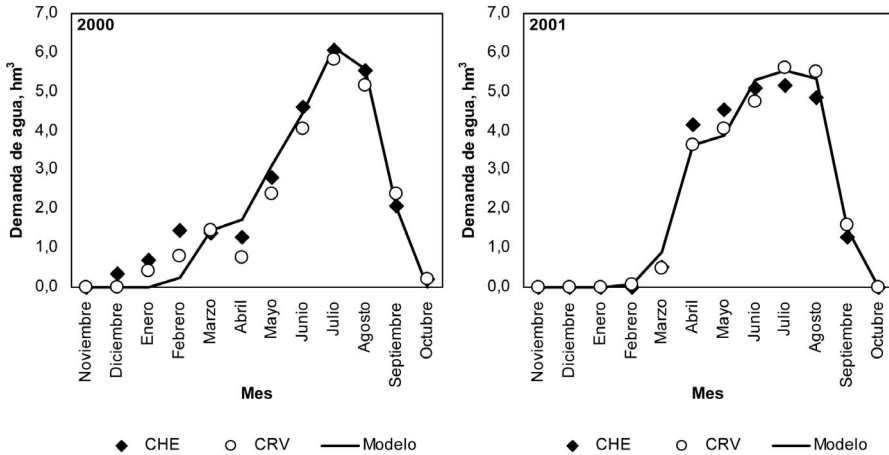 2000
Demanda de agua, hm³
7,0
6,0
5,0
4,0
3,0
2,0
1,0
0,0
Noviembre
Diciembre
Enero
Febrero
Marzo
Abril
Mayo
Junio
Julio
Agosto
Septiembre
Octubre
Mes
CHE
CRV
Modelo
2001
Demanda de agua, hm³
7,0
6,0
5,0
4,0
3,0
2,0
1,0
0,0
Noviembre
Diciembre
Enero
Febrero
Marzo
Abril
Mayo
Junio
Julio
Agosto
Septiembre
Octubre
Mes
CHE
CRV
Modelo